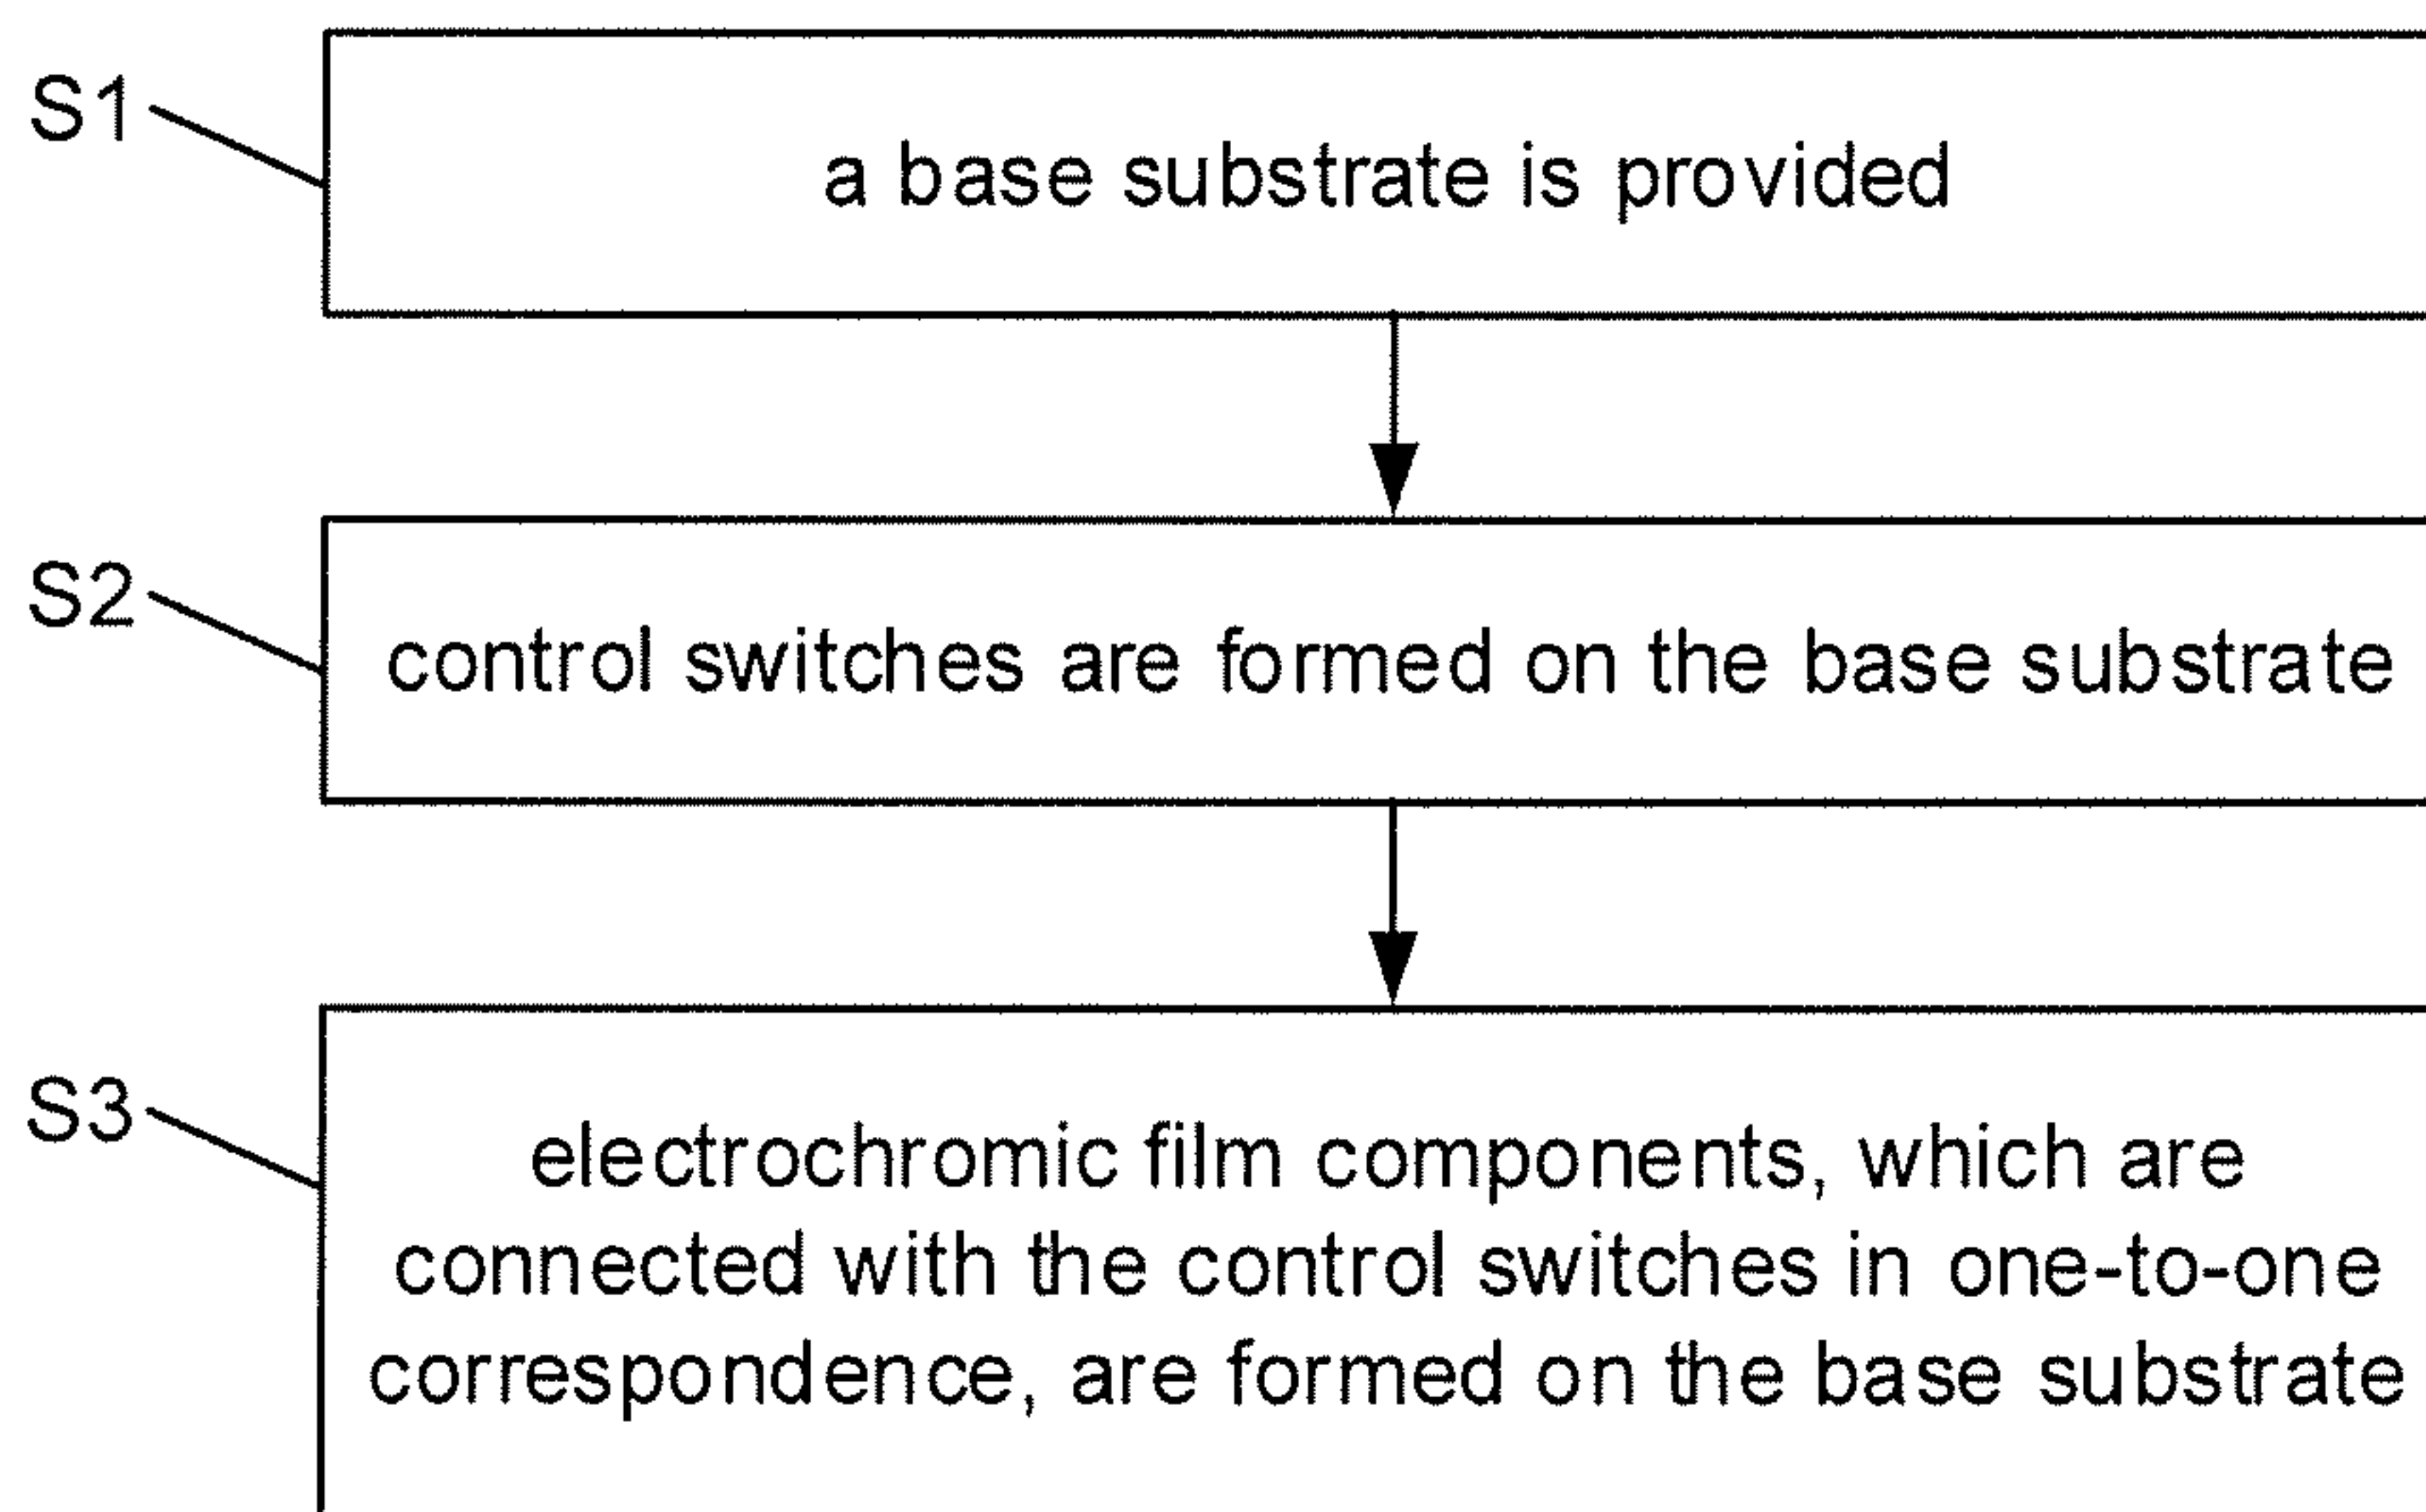 S1
a base substrate is provided
S2
control switches are formed on the base substrate
S3
electrochromic film components, which are
connected with the control switches in one-to-one
correspondence, are formed on the base substrate